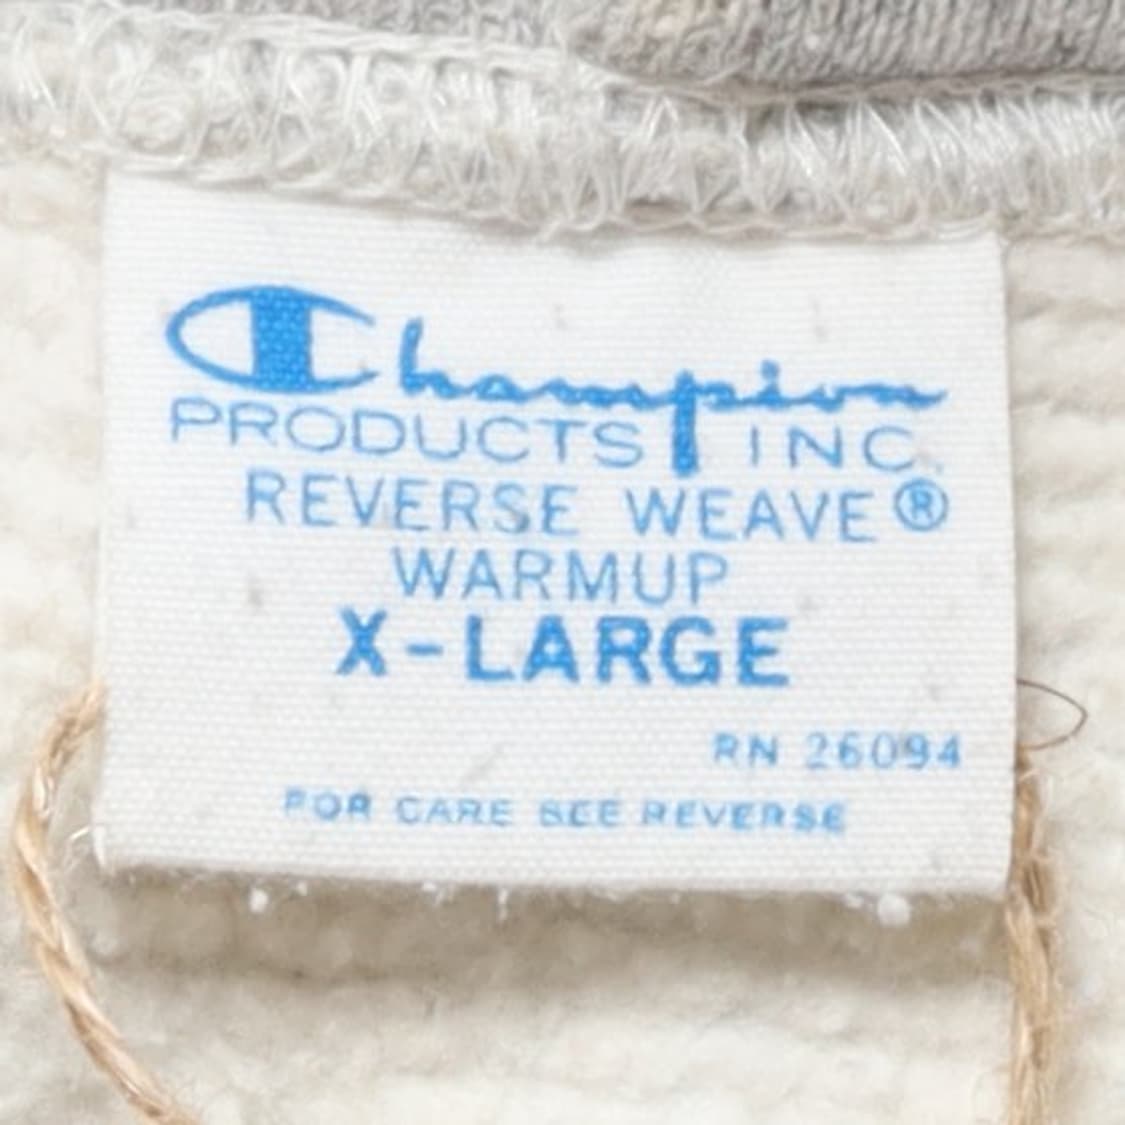 Champion
PRODUCTS INC.
REVERSE WEAVE®
WARMUP
X-LARGE
RN 26094
FOR CARE SEE REVERSE